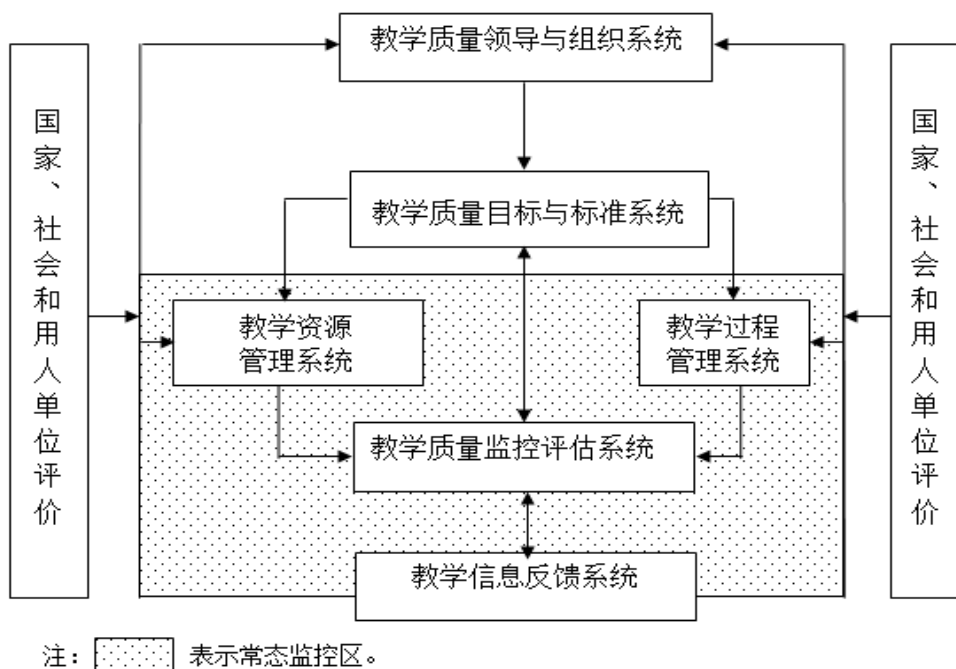 教学质量领导与组织系统
国家、社会和用人单位评价
国家、社会和用人单位评价
教学质量目标与标准系统
教学资源
管理系统
教学过程
管理系统
教学质量监控评估系统
教学信息反馈系统
注：
表示常态监控区。